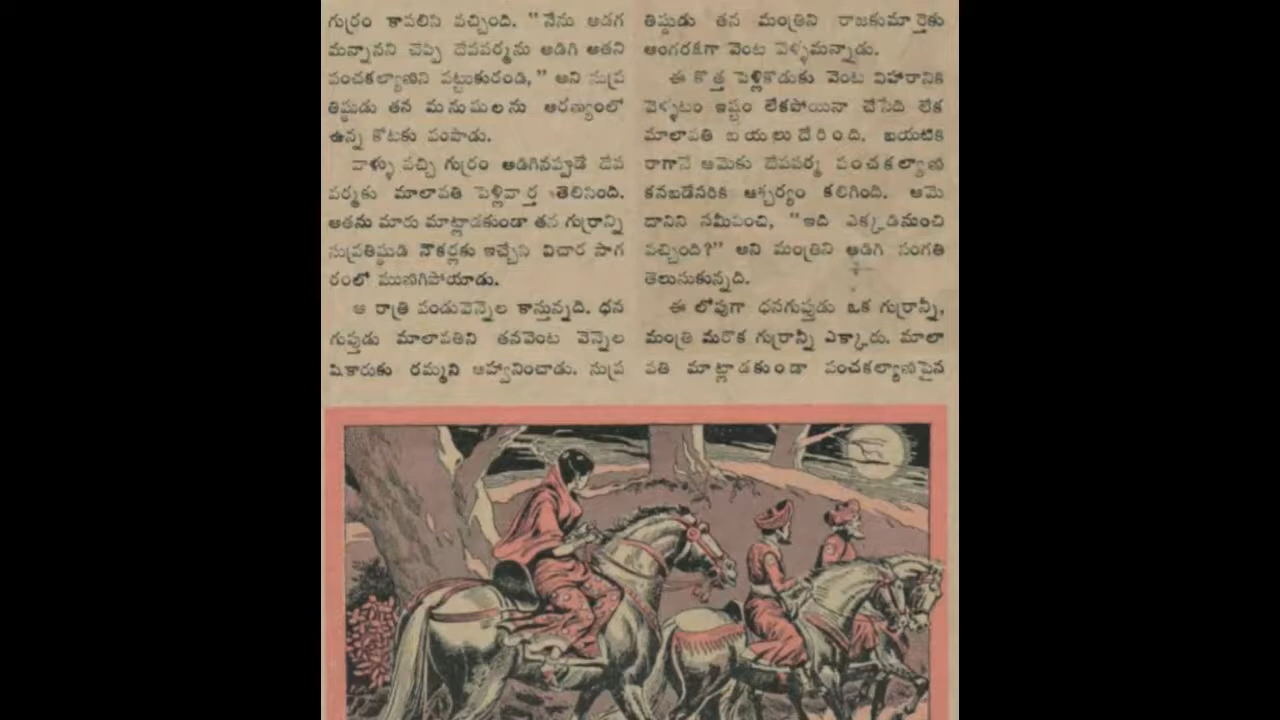 గుర్రం కావలసి వచ్చింది. "నేను అడగ
మన్నానని చెప్పి దేవవర్మను అడిగి అతని
పంచకల్యాణిని పట్టుకురండి," అని సుప్ర
తిష్ఠుడు తన మనుషులను అరణ్యంలో
ఉన్న కోటకు పంపాడు.
వాళ్ళు వచ్చి గుర్రం అడిగినప్పుడే దేవ
వర్మకు మాలావతి పెళ్ళివార్త తెలిసింది.
అతను మారు మాట్లాడకుండా తన గుర్రాన్ని
సుప్రతిష్ఠుడి నౌకర్లకు ఇచ్చేసి విచార సాగ
రంలో మునిగిపోయాడు.
ఆ రాత్రి పండువెన్నెల కాస్తున్నది. ధన
గుప్తుడు మాలావతిని తనవెంట వెన్నెల
షికారుకు రమ్మని ఆహ్వానించాడు. సుప్ర
తిష్ఠుడు తన మంత్రిని రాజకుమార్తెకు
అంగరక్షిగా వెంట వెళ్ళమన్నాడు.
ఈ కొత్త పెళ్లికొడుకు వెంట విహారానికి
వెళ్ళటం ఇష్టం లేకపోయినా చేసేది లేక
మాలావతి బయలుదేరింది. బయటికి
రాగానే ఆమెకు దేవవర్మ పంచకల్యాణి
కనబడేసరికి ఆశ్చర్యం కలిగింది. ఆమె
దానిని సమీపించి, "ఇది ఎక్కడినుంచి
వచ్చింది?" అని మంత్రిని అడిగి సంగతి
తెలుసుకున్నది.
ఈ లోపుగా ధనగుప్తుడు ఒక గుర్రాన్నీ,
మంత్రి మరొక గుర్రాన్నీ ఎక్కారు. మాలా
వతి మాట్లాడకుండా పంచకల్యాణిపైన